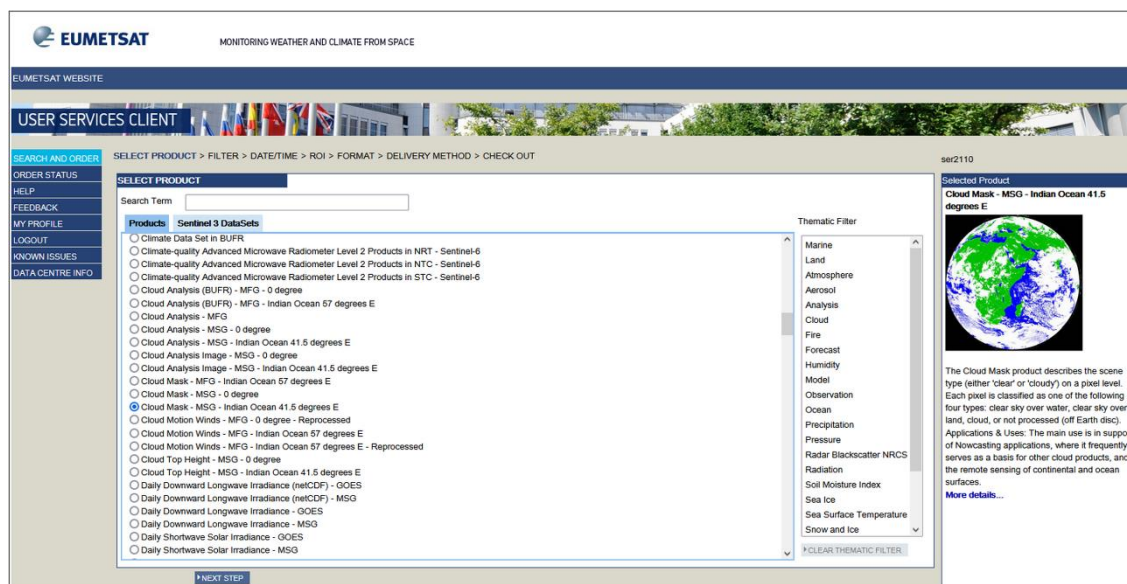 EUMETSAT
MONITORING WEATHER AND CLIMATE FROM SPACE
EUMETSAT WEBSITE
USER SERVICES CLIENT
SEARCH AND ORDER
ORDER STATUS
HELP
FEEDBACK
MY PROFILE
LOGOUT
KNOWN ISSUES
DATA CENTRE INFO
SELECT PRODUCT > FILTER > DATE/TIME > ROI > FORMAT > DELIVERY METHOD > CHECK OUT
SELECT PRODUCT
Search Term
Products Sentinel 3 DataSets
Climate Data Set in BUFR
Climate-quality Advanced Microwave Radiometer Level 2 Products in NRT - Sentinel-6
Climate-quality Advanced Microwave Radiometer Level 2 Products in NTC - Sentinel-6
Climate-quality Advanced Microwave Radiometer Level 2 Products in STC - Sentinel-6
Cloud Analysis (BUFR) - MFG - 0 degree
Cloud Analysis (BUFR) - MFG - Indian Ocean 57 degrees E
Cloud Analysis - MFG
Cloud Analysis - MSG - 0 degree
Cloud Analysis - MSG - Indian Ocean 41.5 degrees E
Cloud Analysis Image - MSG - 0 degree
Cloud Analysis Image - MSG - Indian Ocean 41.5 degrees E
Cloud Mask - MFG - Indian Ocean 57 degrees E
Cloud Mask - MSG - 0 degree
Cloud Mask - MSG - Indian Ocean 41.5 degrees E
Cloud Motion Winds - MFG - 0 degree - Reprocessed
Cloud Motion Winds - MFG - Indian Ocean 57 degrees E
Cloud Motion Winds - MFG - Indian Ocean 57 degrees E - Reprocessed
Cloud Top Height - MSG - 0 degree
Cloud Top Height - MSG - Indian Ocean 41.5 degrees E
Daily Downward Longwave Irradiance (netCDF) - GOES
Daily Downward Longwave Irradiance (netCDF) - MSG
Daily Downward Longwave Irradiance - GOES
Daily Downward Longwave Irradiance - MSG
Daily Shortwave Solar Irradiance - GOES
Daily Shortwave Solar Irradiance - MSG
NEXT STEP
Thematic Filter
Marine
Land
Atmosphere
Aerosol
Analysis
Cloud
Fire
Forecast
Humidity
Model
Observation
Ocean
Precipitation
Pressure
Radar Blackscatter NRCS
Radiation
Soil Moisture Index
Sea Ice
Sea Surface Temperature
Snow and Ice
CLEAR THEMATIC FILTER
ser2110
Selected Product
Cloud Mask - MSG - Indian Ocean 41.5
degrees E
The Cloud Mask product describes the scene
type (either 'clear' or 'cloudy') on a pixel level.
Each pixel is classified as one of the following
four types: clear sky over water, clear sky over
land, cloud, or not processed (off Earth disc).
Applications & Uses: The main use is in suppo
of Nowcasting applications, where it frequently
serves as a basis for other cloud products, and
the remote sensing of continental and ocean
surfaces.
More details...